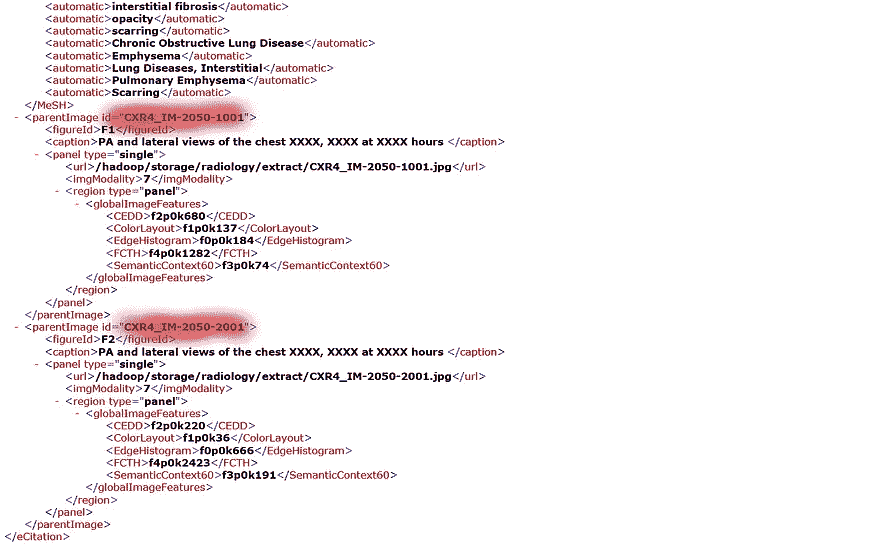 <automatic>interstitial fibrosis</automatic>
<automatic>opacity</automatic>
<automatic>scarring</automatic>
<automatic>Chronic Obstructive Lung Disease</automatic>
<automatic>Emphysema</automatic>
<automatic>Lung Diseases, Interstitial</automatic>
<automatic>Pulmonary Emphysema</automatic>
<automatic>Scarring</automatic>
</MeSH>
- <parentImage id="CXR4_IM-2050-1001">
<figureId>F1</figureId>
<caption>PA and lateral views of the chest XXXX, XXXX at XXXX hours </caption>
- <panel type="single">
<url>/hadoop/storage/radiology/extract/CXR4_IM-2050-1001.jpg</url>
<imgModality>7</imgModality>
- <region type="panel">
- <globalImageFeatures>
<CEDD>f2p0k680</CEDD>
<ColorLayout>f1p0k137</ColorLayout>
<EdgeHistogram>f0p0k184</EdgeHistogram>
<FCTH>f4p0k1282</FCTH>
<SemanticContext60>f3p0k74</SemanticContext60>
</globalImageFeatures>
</region>
</panel>
</parentImage>
- <parentImage id="CXR4_IM-2050-2001">
<figureId>F2</figureId>
<caption>PA and lateral views of the chest XXXX, XXXX at XXXX hours </caption>
- <panel type="single">
<url>/hadoop/storage/radiology/extract/CXR4_IM-2050-2001.jpg</url>
<imgModality>7</imgModality>
- <region type="panel">
- <globalImageFeatures>
<CEDD>f2p0k220</CEDD>
<ColorLayout>f1p0k36</ColorLayout>
<EdgeHistogram>f0p0k666</EdgeHistogram>
<FCTH>f4p0k2423</FCTH>
<SemanticContext60>f3p0k191</SemanticContext60>
</globalImageFeatures>
</region>
</panel>
</parentImage>
</eCitation>